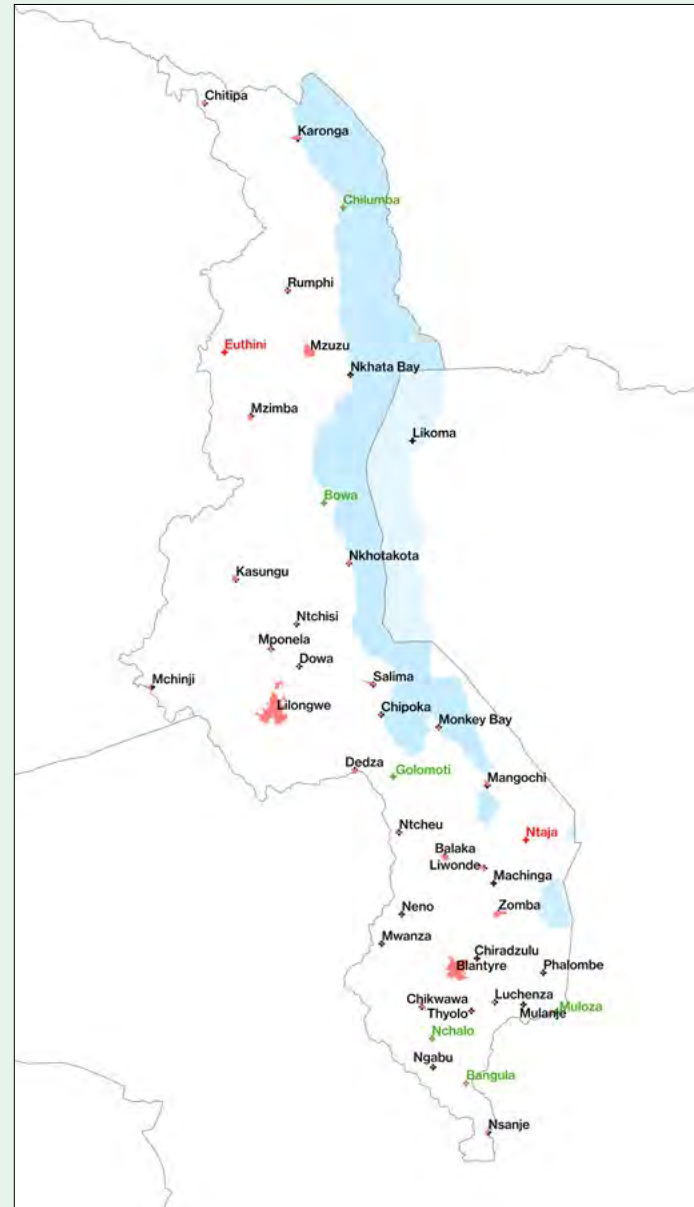 Chitipa
Karonga
Chilumba
Rumphi
Euthini
Mzuzu
Nkhata Bay
Mzimba
Likoma
Bowa
Nkhotakota
Kasungu
Ntchisi
Mponela
Dowa
Mchinji
Salima
Lilongwe
Chipoka
Monkey Bay
Dedza
Golomoti
Mangochi
Ntcheu
Ntaja
Balaka
Liwonde
Machinga
Neno
Zomba
Mwanza
Chiradzulu
Blantyre
Phalombe
Luchenza
Chikwawa
Muloza
Thyolo
Mulanje
Nchalo
Ngabu
Bangula
Nsanje